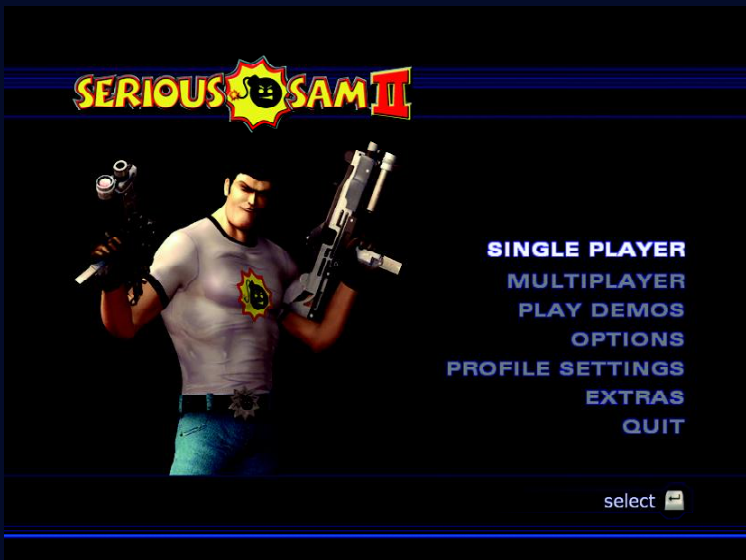 SERIOUS SAM II
SINGLE PLAYER
MULTIPLAYER
PLAY DEMOS
OPTIONS
PROFILE SETTINGS
EXTRAS
QUIT
select